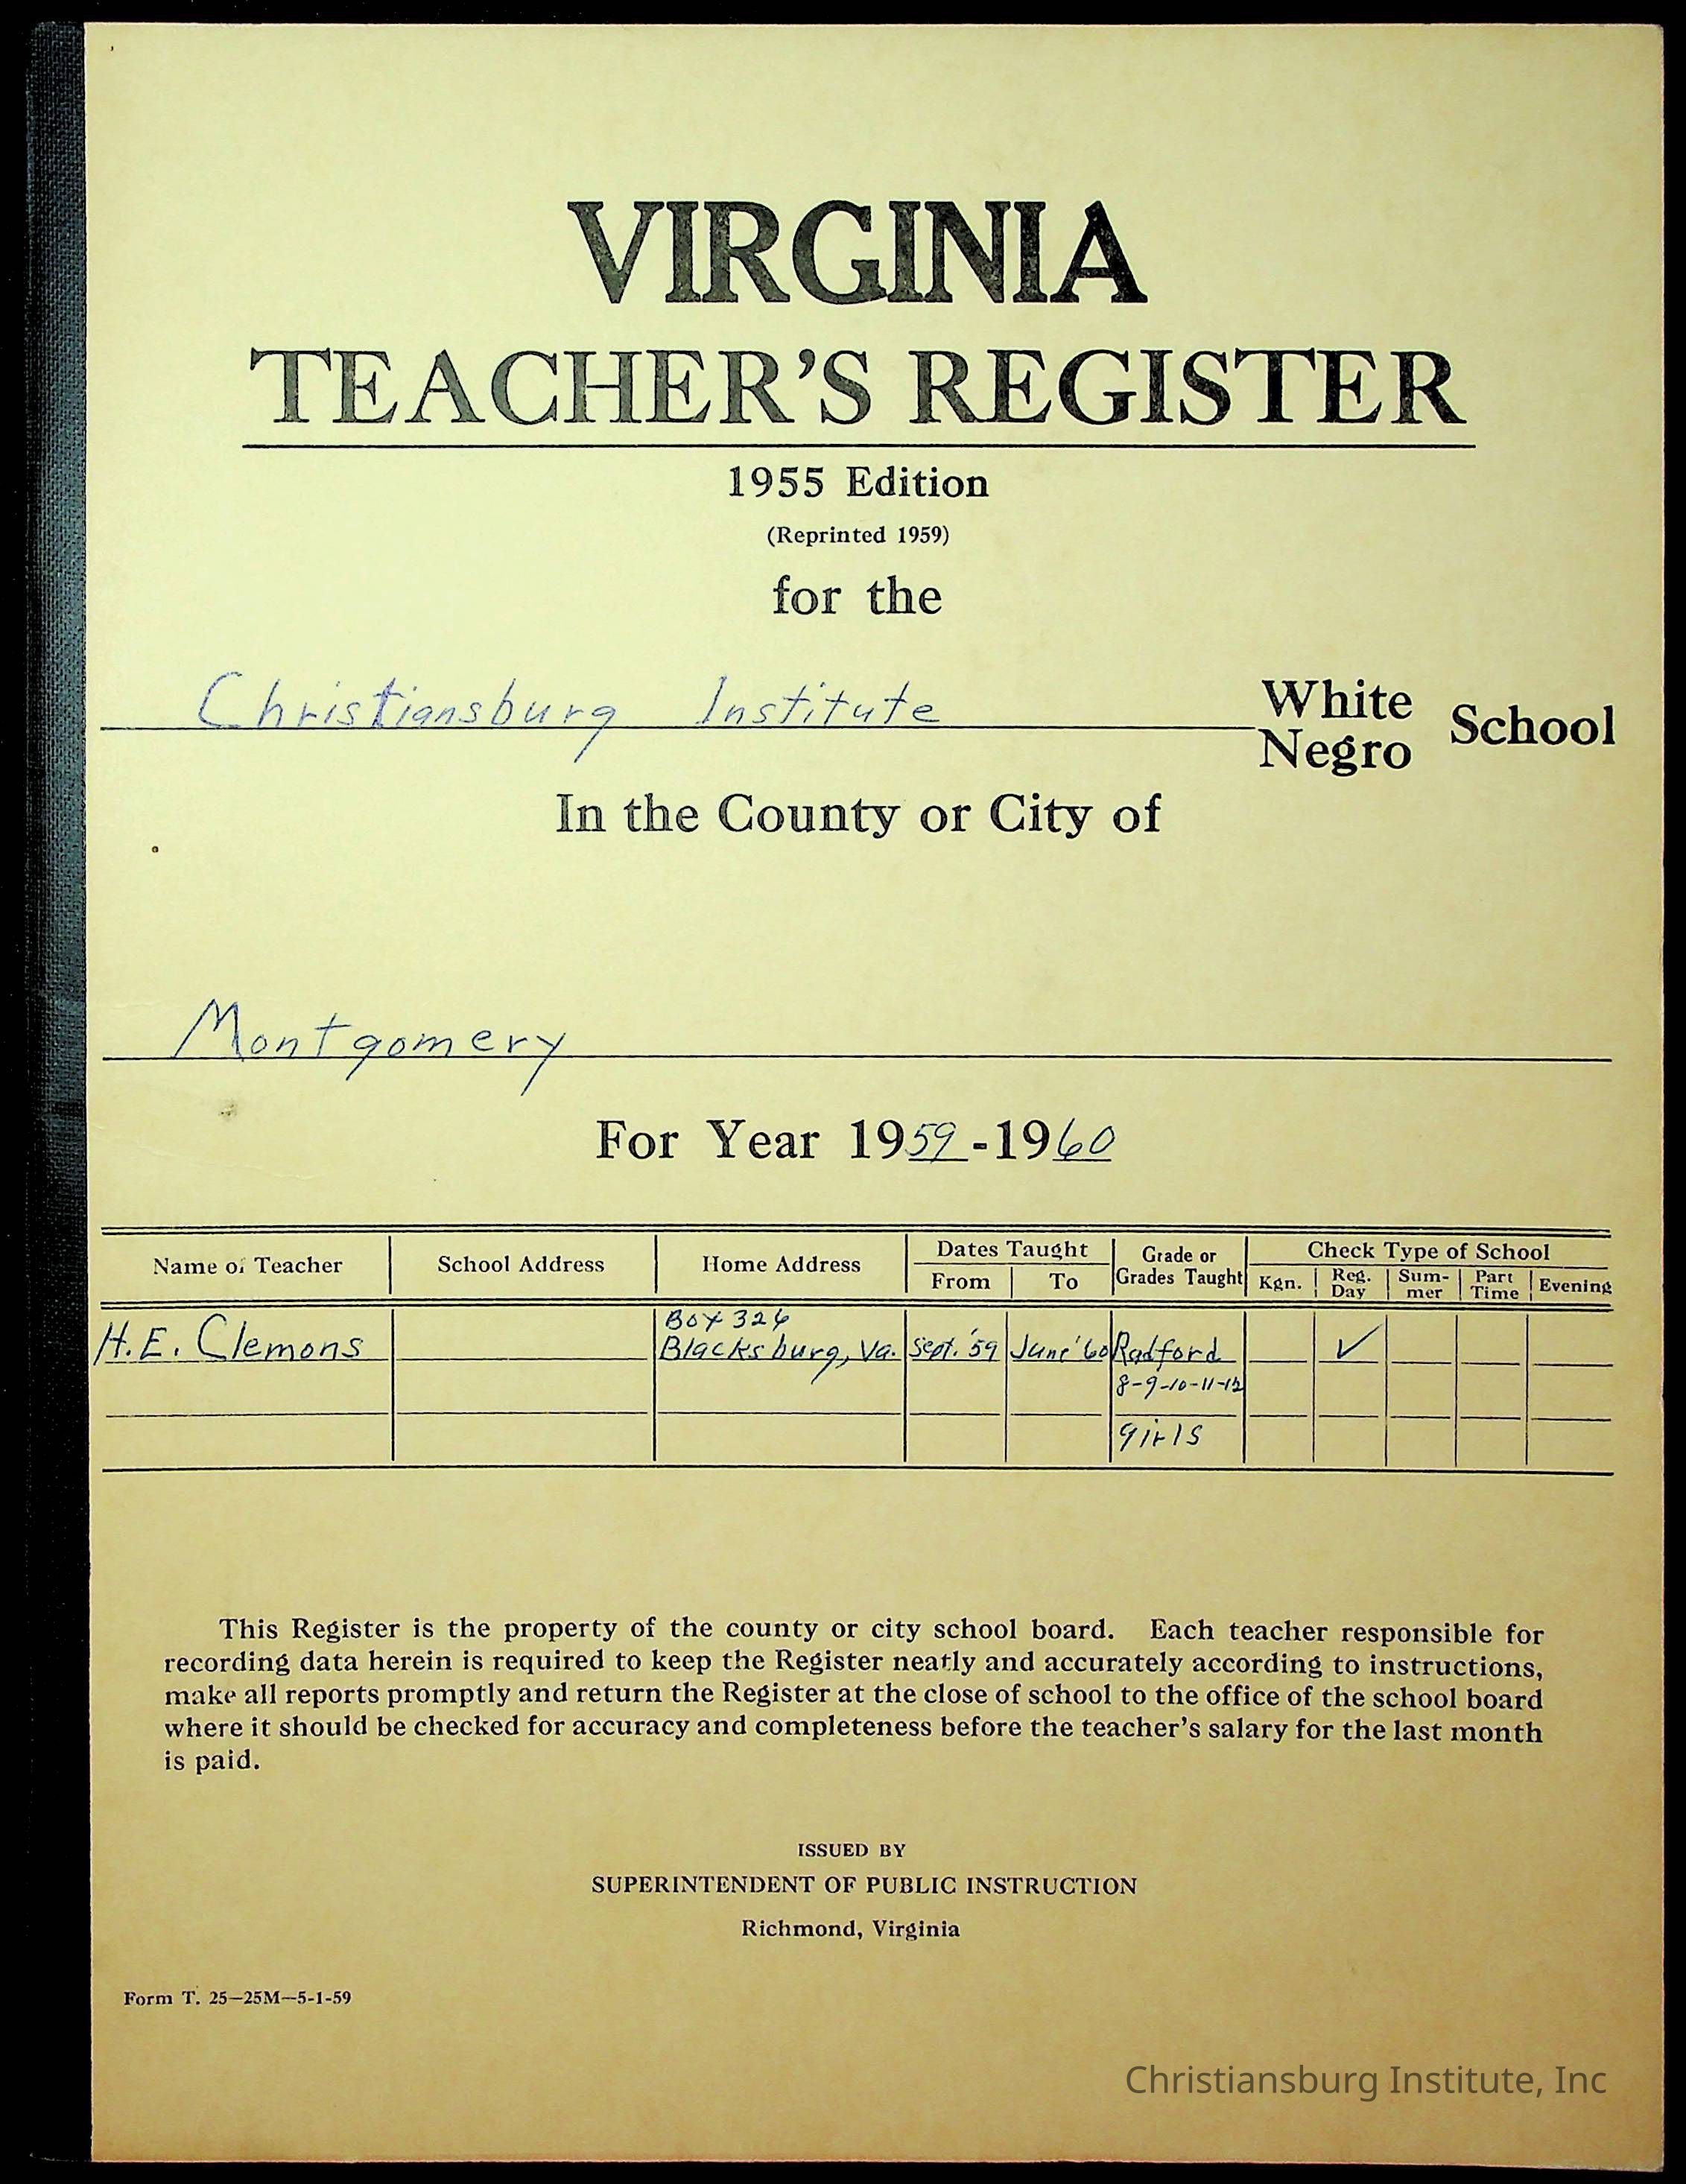 VIRGINIA
TEACHER'S REGISTER
1955 Edition
(Reprinted 1959)
for the
Christiansburg Institute White Negro School
In the County or City of
Montgomery
For Year 1959-1960
Name of Teacher School Address Home Address Dates Taught From To Grade or Grades Taught Check Type of School Kgn. Reg. Day Sum-mer Part Time Evening
Box 326
H.E. Clemons Blacksburg, Va. Sept. '59 June '60 Radford ✓
8-9-10-11-12
girls
This Register is the property of the county or city school board. Each teacher responsible for
recording data herein is required to keep the Register neatly and accurately according to instructions,
make all reports promptly and return the Register at the close of school to the office of the school board
where it should be checked for accuracy and completeness before the teacher's salary for the last month
is paid.
ISSUED BY
SUPERINTENDENT OF PUBLIC INSTRUCTION
Richmond, Virginia
Form T. 25—25M—5-1-59
Christiansburg Institute, Inc